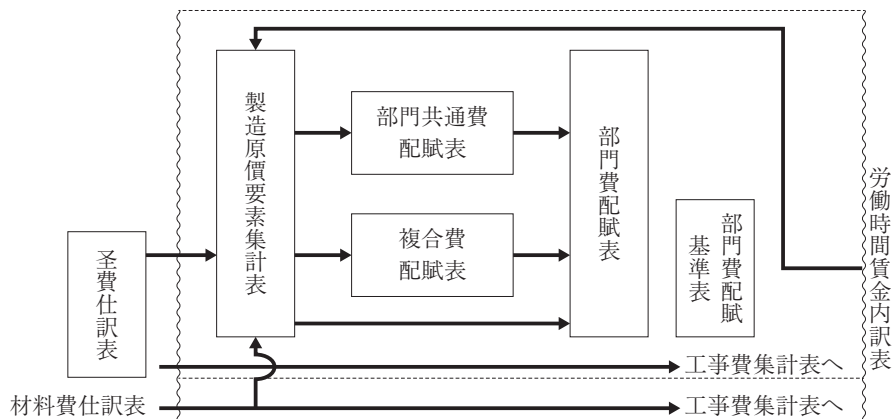 製造原價要素集計表
部門共通費
配賦表
部門費配賦表
複合費
配賦表
部門費配賦
基準表
労働時間賃金内訳表
圣費仕訳表
工事費集計表へ
材料費仕訳表
工事費集計表へ